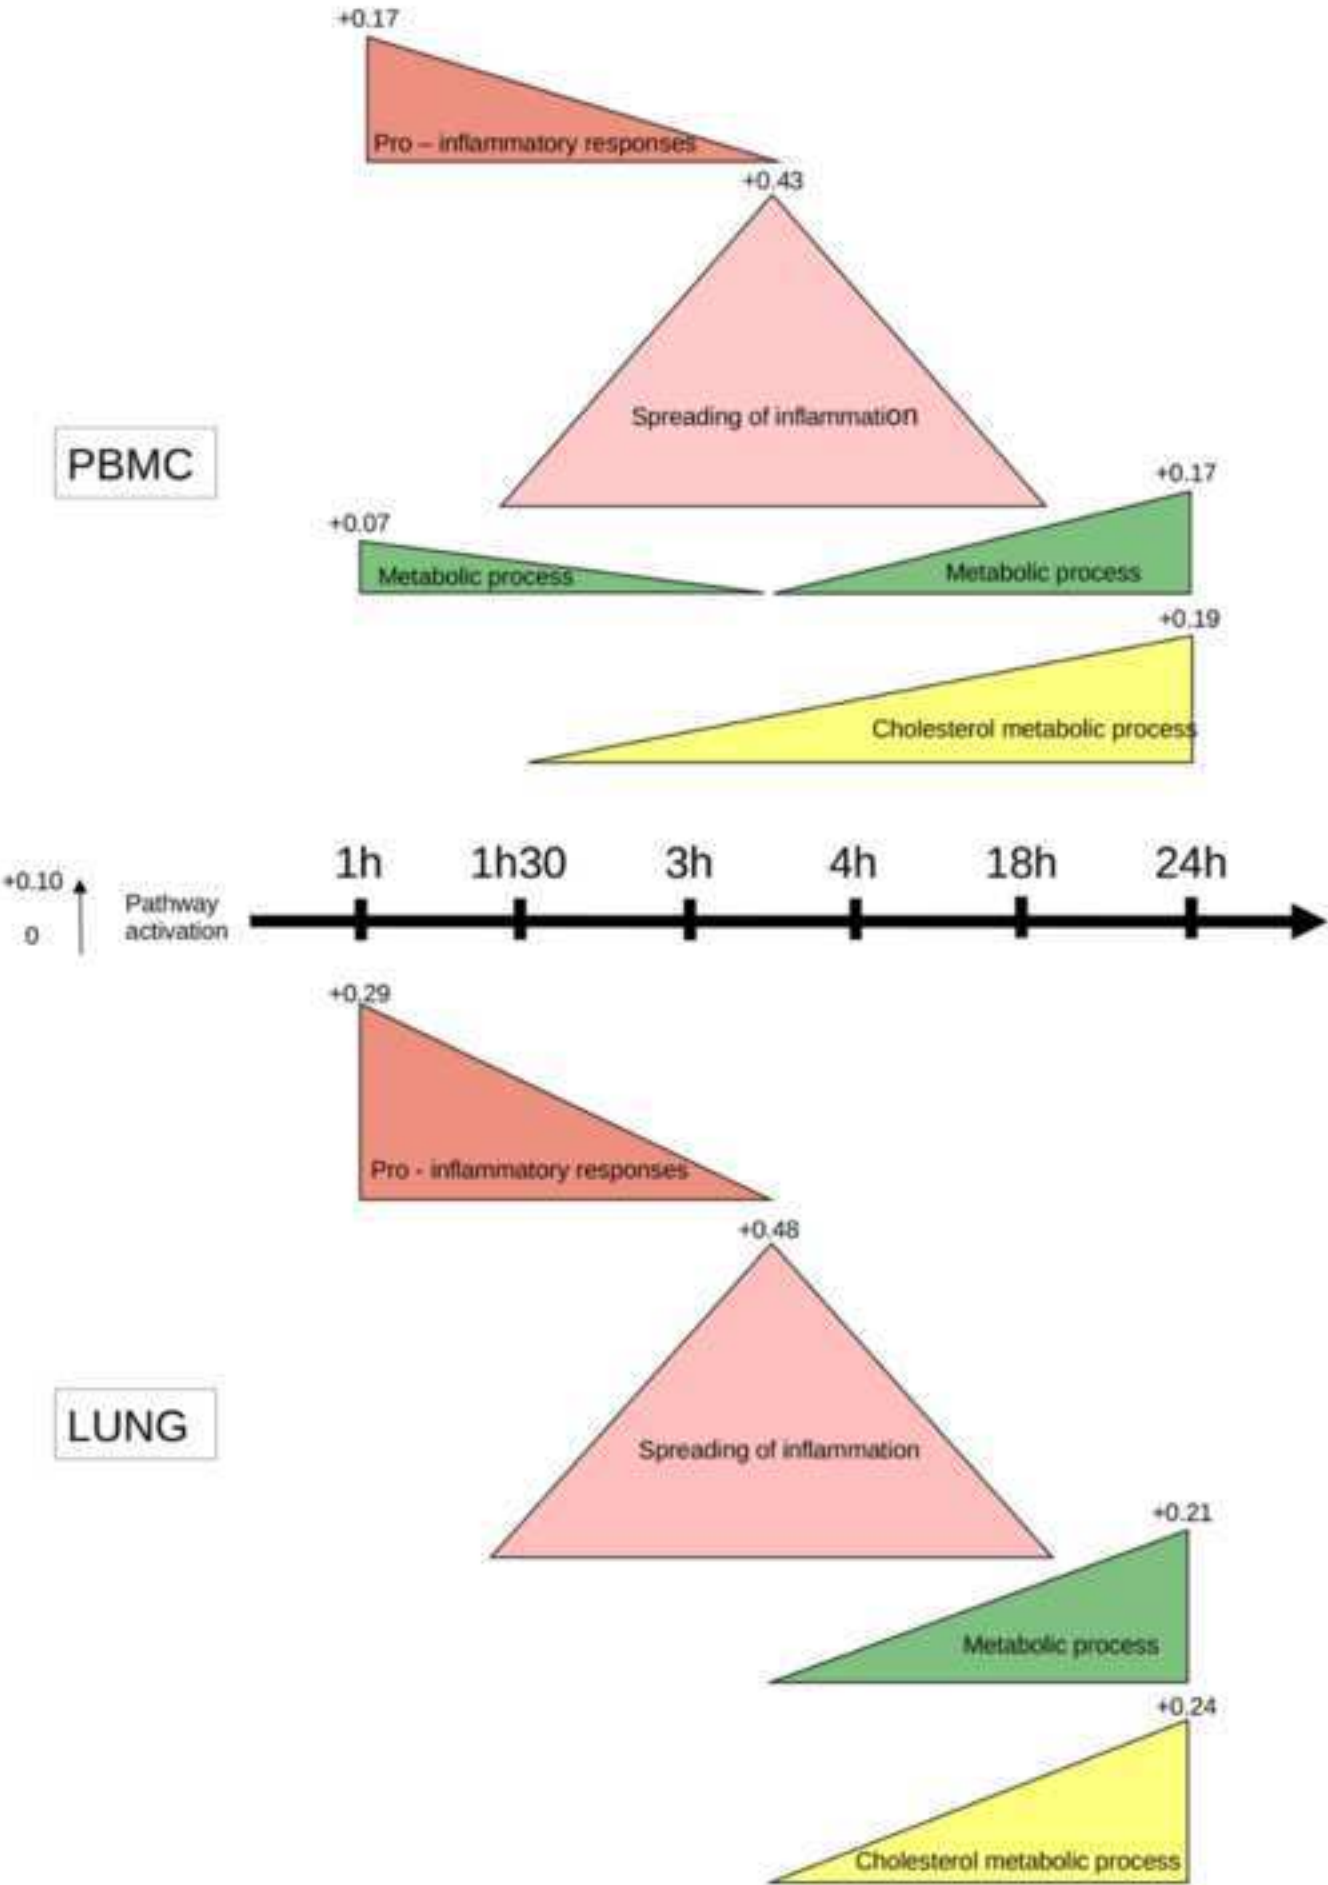 +0.17
Pro – inflammatory responses
+0.43
Spreading of inflammation
PBMC
+0.17
+0.07
Metabolic process
Metabolic process
+0.19
Cholesterol metabolic process
1h 1h30 3h 4h 18h 24h
+0.10
0
Pathway
activation
+0.29
Pro - inflammatory responses
+0.48
LUNG
Spreading of inflammation
+0.21
Metabolic process
+0.24
Cholesterol metabolic process